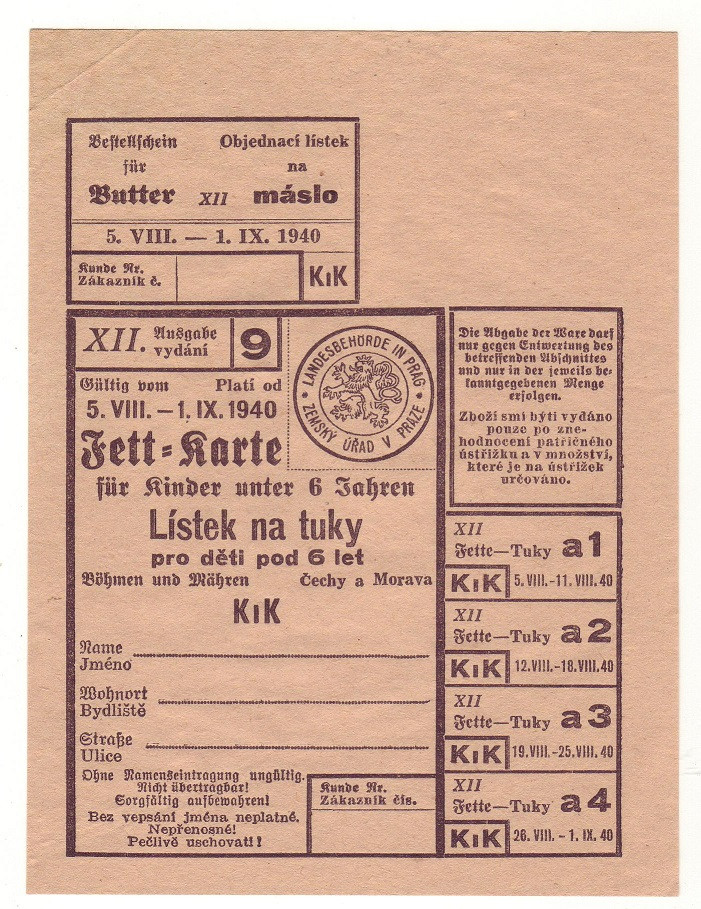 Bestellschein Objednací lístek
für na
Butter XII máslo
5. VIII. — 1. IX. 1940
Kunde Nr.
Zákazník č.
KıK
XII. Ausgabe
vydání
9
LANDESBEHÖRDE IN PRAG
ZEMSKÝ ÚŘAD V PRAZE
Gültig vom Platí od
5. VIII. – 1. IX. 1940
Fett-Karte
für Kinder unter 6 Jahren
Lístek na tuky
pro děti pod 6 let
Böhmen und Mähren Čechy a Morava
KıK
Name
Jméno
Wohnort
Bydliště
Straße
Ulice
Ohne Namenseintragung ungültig.
Nicht übertragbar!
Sorgfältig aufbewahren!
Bez vepsání jména neplatné.
Nepřenosné!
Pečlivě uschovati!
Kunde Nr.
Zákazník čís.
Die Abgabe der Ware darf
nur gegen Entwertung des
betreffenden Abschnittes
und nur in der jeweils be-
kanntgegebenen Menge
erfolgen.
Zboží smí býti vydáno
pouze po zne-
hodnocení patřičného
ústřižku a v množství,
které je na ústřižek
určováno.
XII
Fette—Tuky a1
KıK 5. VIII.-11. VIII. 40
XII
Fette—Tuky a2
KıK 12. VIII.-18. VIII. 40
XII
Fette—Tuky a3
KıK 19. VIII.-25. VIII. 40
XII
Fette—Tuky a4
KıK 26. VIII. - 1. IX. 40